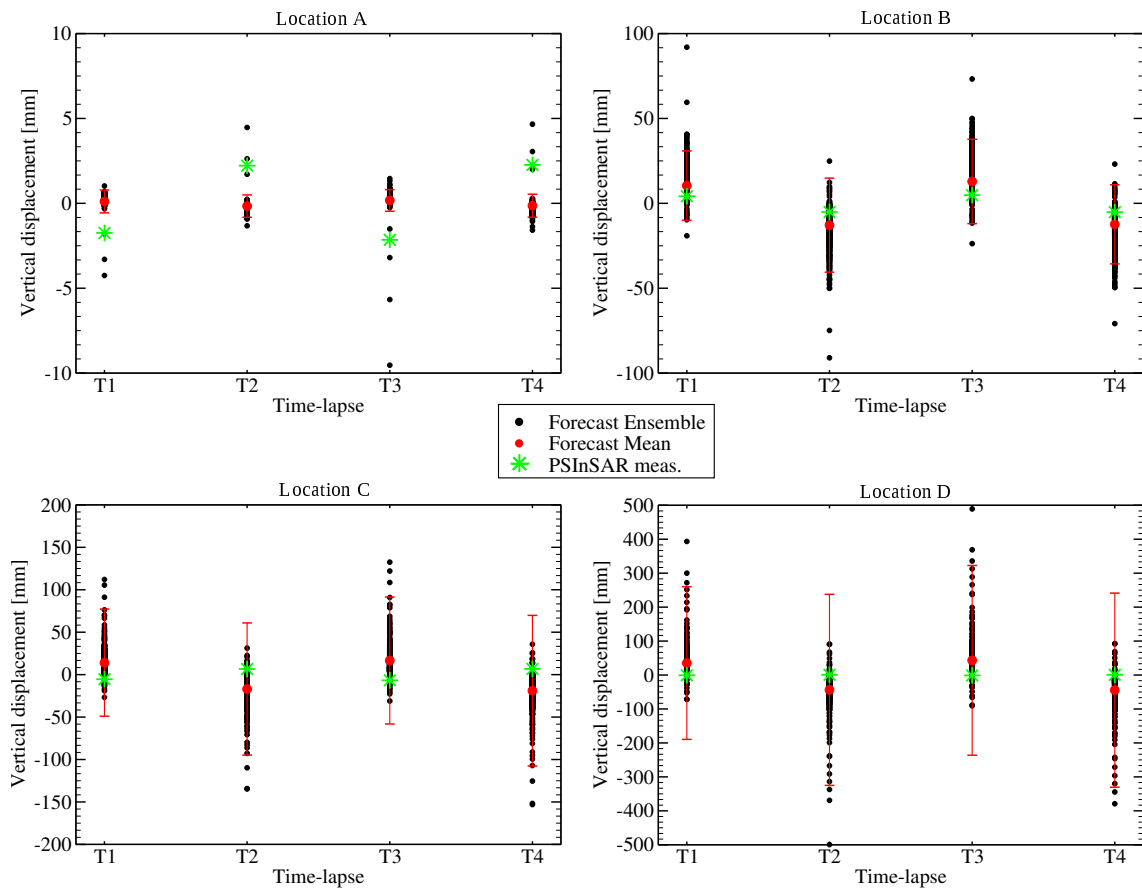 Location A
10
5
0
-5
-10
Vertical displacement [mm]
T1 T2 T3 T4
Time-lapse
Location B
100
50
0
-50
-100
Vertical displacement [mm]
T1 T2 T3 T4
Time-lapse
Forecast Ensemble
Forecast Mean
PSInSAR meas.
Location C
200
150
100
50
0
-50
-100
-150
-200
Vertical displacement [mm]
T1 T2 T3 T4
Time-lapse
Location D
500
400
300
200
100
0
-100
-200
-300
-400
-500
Vertical displacement [mm]
T1 T2 T3 T4
Time-lapse